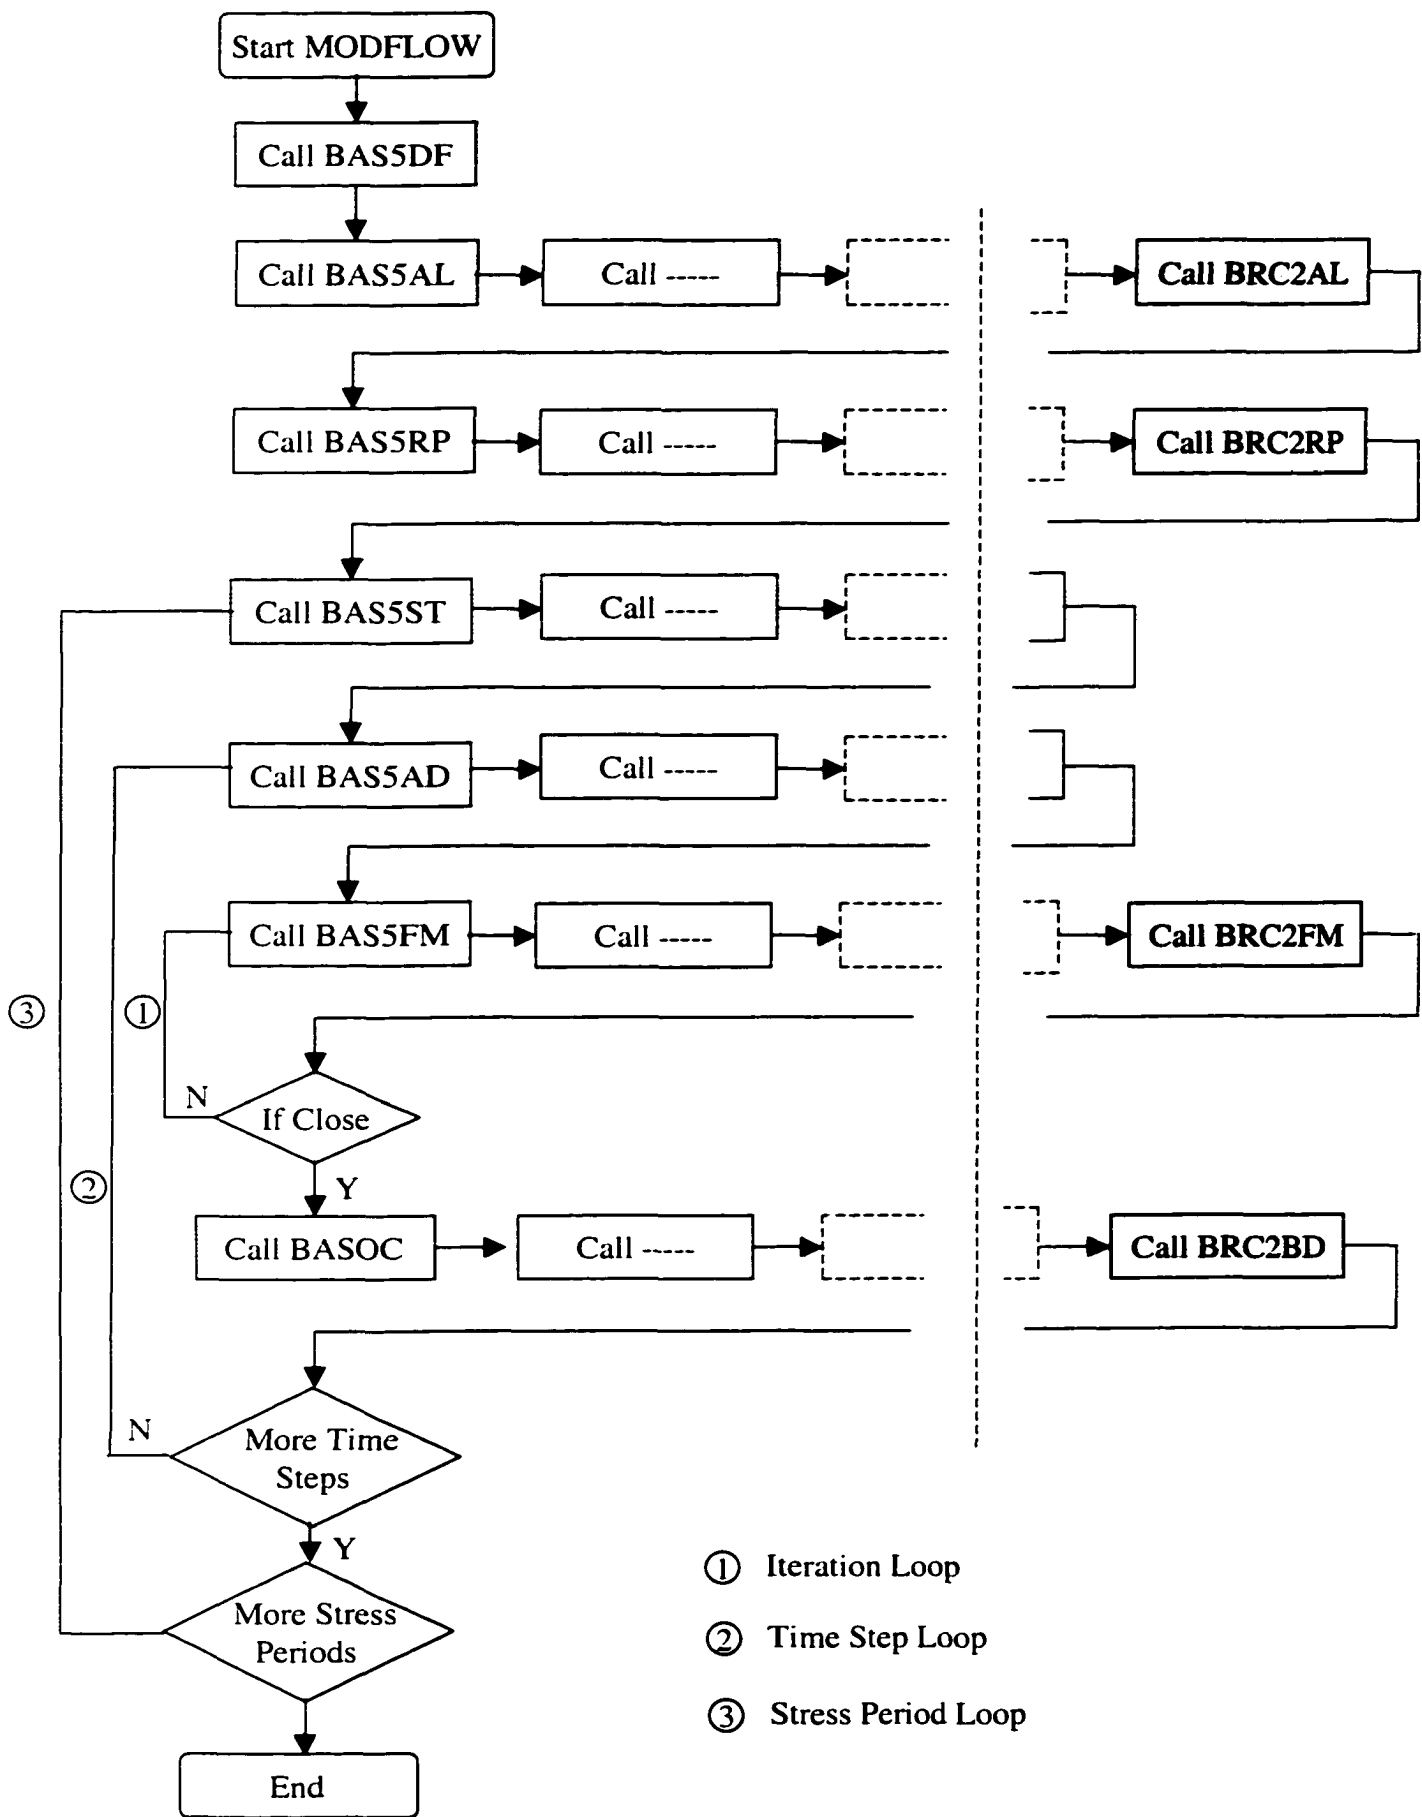 Start MODFLOW
Call BAS5DF
Call BAS5AL
Call -----
Call BRC2AL
Call BAS5RP
Call -----
Call BRC2RP
Call BAS5ST
Call -----
Call BAS5AD
Call -----
Call BAS5FM
Call -----
Call BRC2FM
③
①
N
If Close
②
Y
Call BASOC
Call -----
Call BRC2BD
N
More Time
Steps
Y
More Stress
Periods
① Iteration Loop
② Time Step Loop
③ Stress Period Loop
End